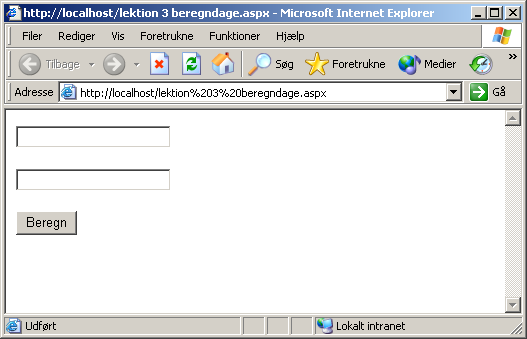 http://localhost/lektion 3 beregndage.aspx - Microsoft Internet Explorer
Filer Rediger Vis Foretrukne Funktioner Hjælp
Tilbage Søg Foretrukne Medier »
Adresse http://localhost/lektion%203%20beregndage.aspx Gå
Beregn
Udført Lokalt intranet